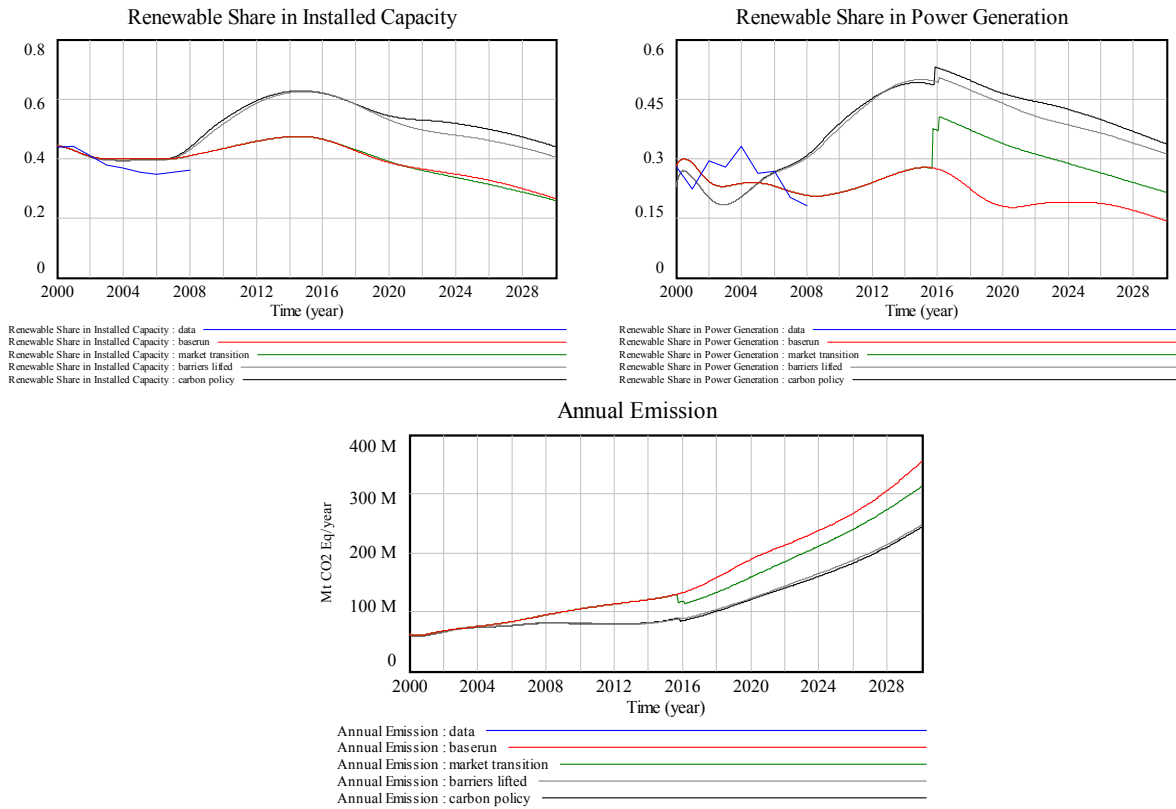 Renewable Share in Installed Capacity
0.8
0.6
0.4
0.2
0
2000 2004 2008 2012 2016 2020 2024 2028
Time (year)
Renewable Share in Installed Capacity : data
Renewable Share in Installed Capacity : baserun
Renewable Share in Installed Capacity : market transition
Renewable Share in Installed Capacity : barriers lifted
Renewable Share in Installed Capacity : carbon policy
Renewable Share in Power Generation
0.6
0.45
0.3
0.15
0
2000 2004 2008 2012 2016 2020 2024 2028
Time (year)
Renewable Share in Power Generation : data
Renewable Share in Power Generation : baserun
Renewable Share in Power Generation : market transition
Renewable Share in Power Generation : barriers lifted
Renewable Share in Power Generation : carbon policy
Annual Emission
400 M
300 M
200 M
100 M
0
Mt CO2 Eq/year
2000 2004 2008 2012 2016 2020 2024 2028
Time (year)
Annual Emission : data
Annual Emission : baserun
Annual Emission : market transition
Annual Emission : barriers lifted
Annual Emission : carbon policy